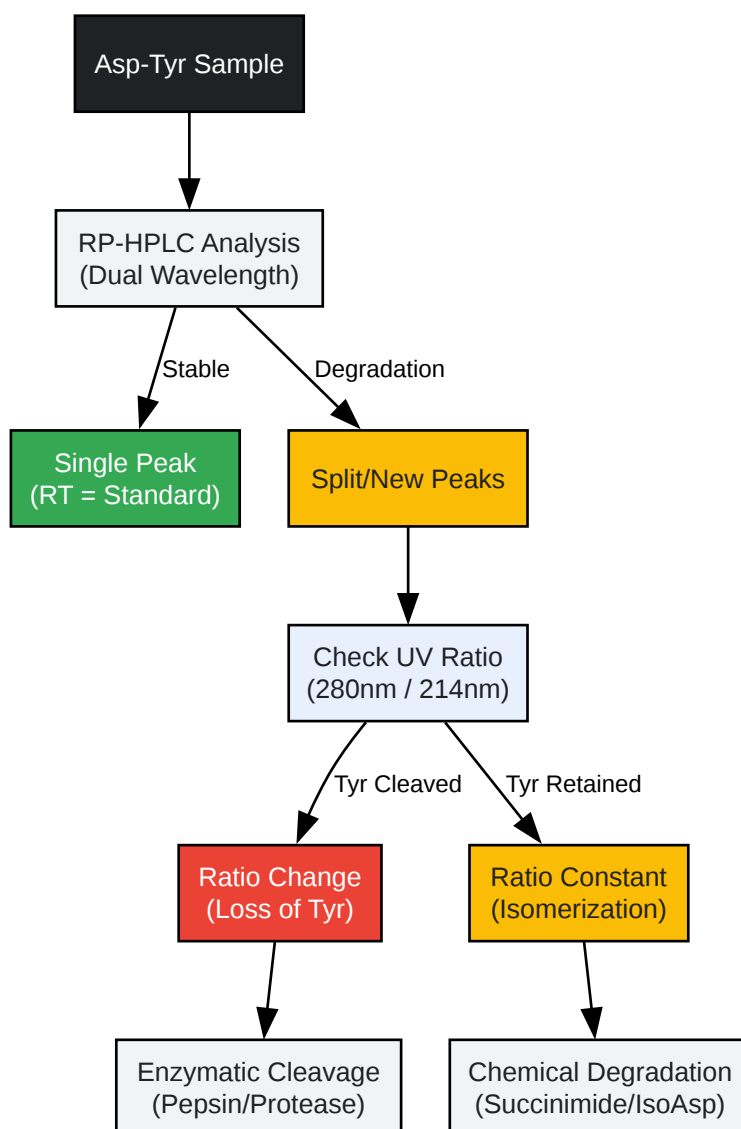 Asp-Tyr Sample
RP-HPLC Analysis
(Dual Wavelength)
Stable
Degradation
Single Peak
(RT = Standard)
Split/New Peaks
Check UV Ratio
(280nm / 214nm)
Tyr Cleaved
Tyr Retained
Ratio Change
(Loss of Tyr)
Ratio Constant
(Isomerization)
Enzymatic Cleavage
(Pepsin/Protease)
Chemical Degradation
(Succinimide/IsoAsp)